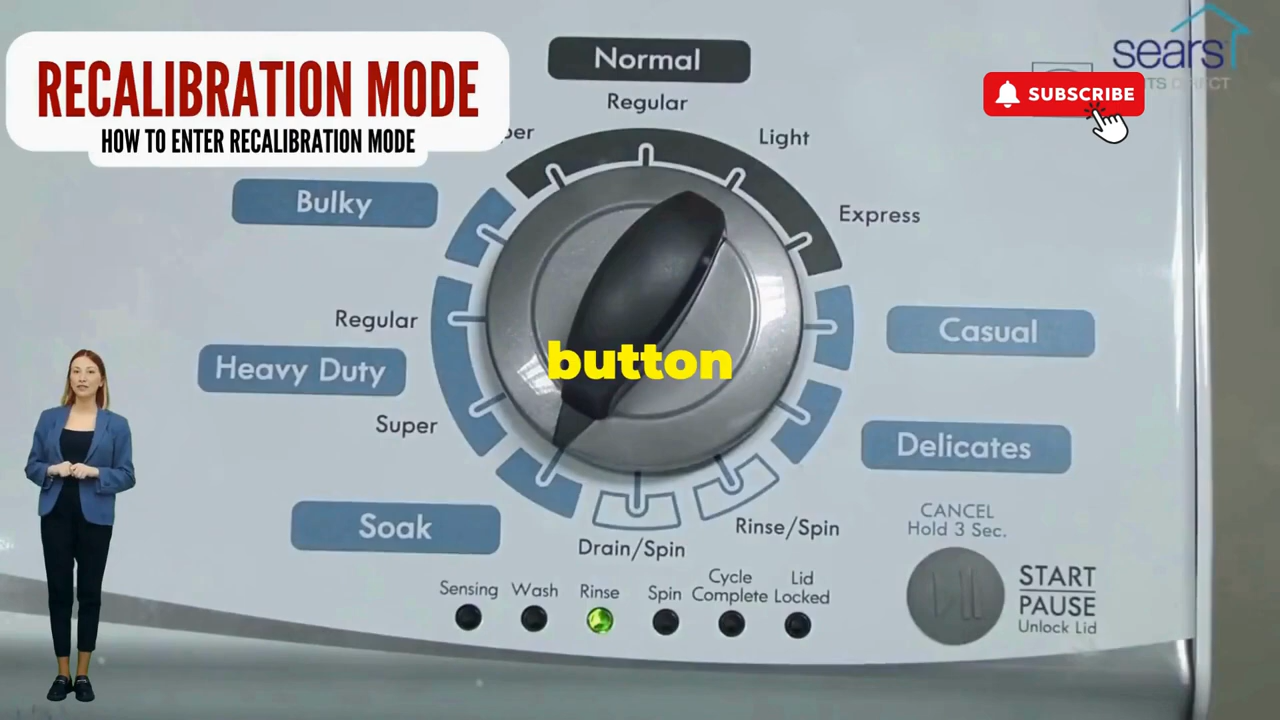 RECALIBRATION MODE
HOW TO ENTER RECALIBRATION MODE
sears
SUBSCRIBE
Normal
Regular
Light
Express
Bulky
Regular
Heavy Duty
Super
Casual
button
Delicates
Soak
Drain/Spin
Rinse/Spin
CANCEL
Hold 3 Sec.
Sensing
Wash
Rinse
Spin
Cycle
Complete
Lid
Locked
START
PAUSE
Unlock Lid